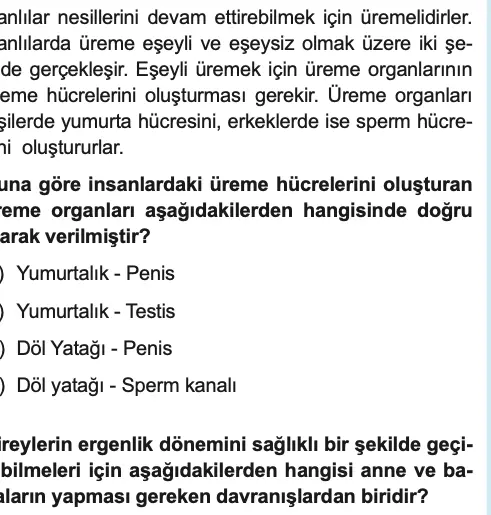 anlılar nesillerini devam ettirebilmek için üremelidirler.
anlılarda üreme eşeyli ve eşeysiz olmak üzere iki şe-
de gerçekleşir. Eşeyli üremek için üreme organlarının
eme hücrelerini oluşturması gerekir. Üreme organları
şilerde yumurta hücresini, erkeklerde ise sperm hücre-
ni oluştururlar.
una göre insanlardaki üreme hücrelerini oluşturan
reme organları aşağıdakilerden hangisinde doğru
arak verilmiştir?
) Yumurtalık - Penis
) Yumurtalık - Testis
) Döl Yatağı - Penis
) Döl yatağı - Sperm kanalı
ireylerin ergenlik dönemini sağlıklı bir şekilde geçi-
bilmeleri için aşağıdakilerden hangisi anne ve ba-
aların yapması gereken davranışlardan biridir?